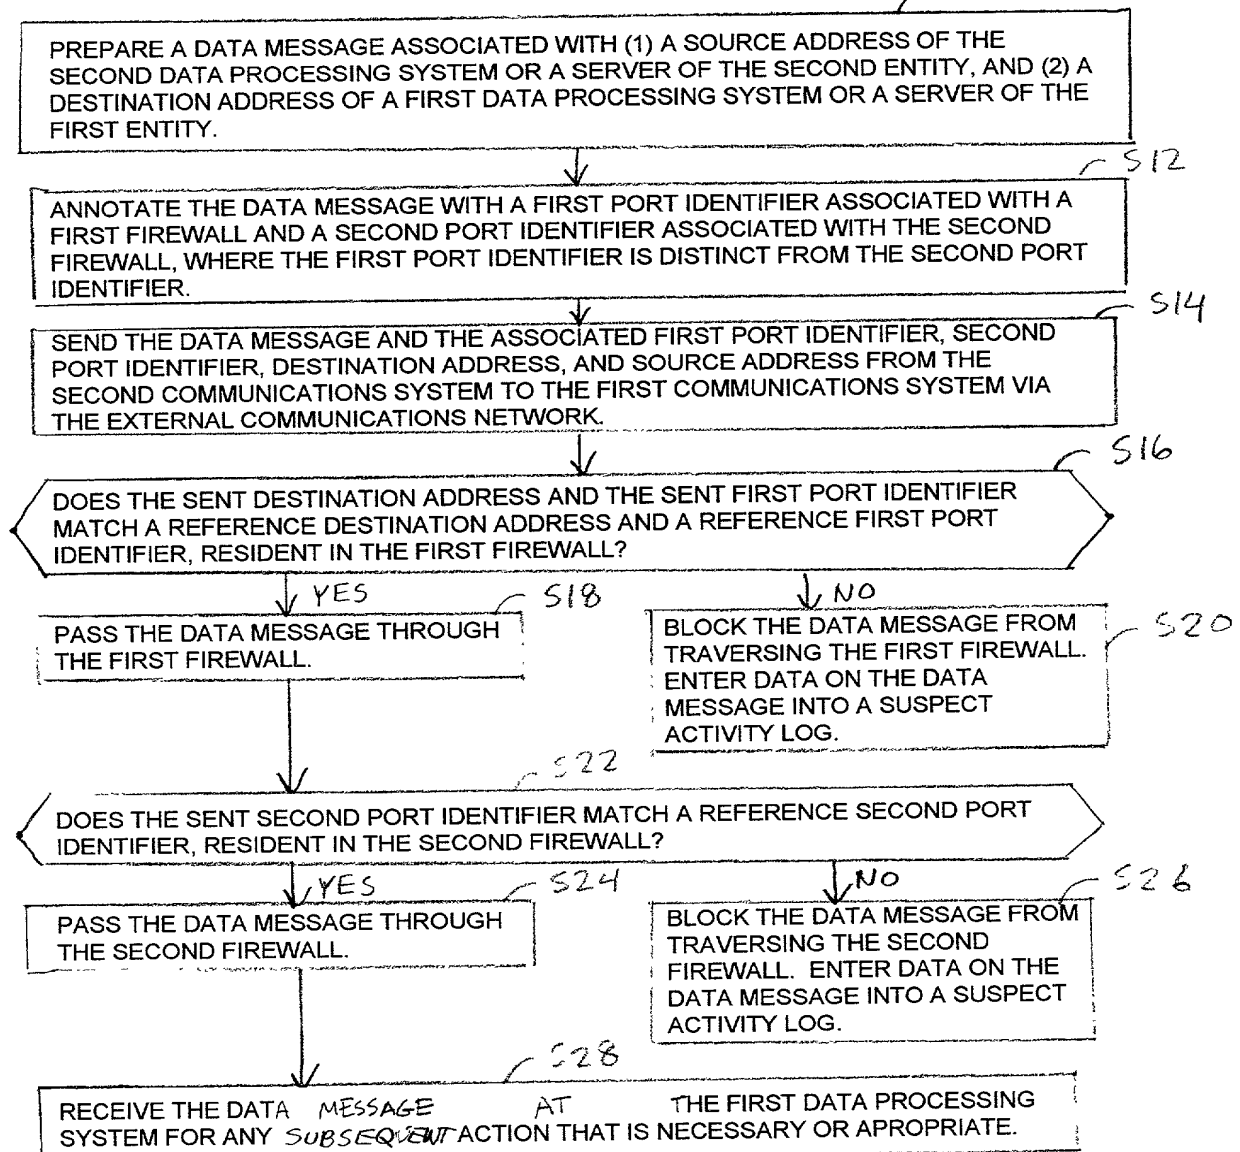 PREPARE A DATA MESSAGE ASSOCIATED WITH (1) A SOURCE ADDRESS OF THE
SECOND DATA PROCESSING SYSTEM OR A SERVER OF THE SECOND ENTITY, AND (2) A
DESTINATION ADDRESS OF A FIRST DATA PROCESSING SYSTEM OR A SERVER OF THE
FIRST ENTITY.
S12
ANNOTATE THE DATA MESSAGE WITH A FIRST PORT IDENTIFIER ASSOCIATED WITH A
FIRST FIREWALL AND A SECOND PORT IDENTIFIER ASSOCIATED WITH THE SECOND
FIREWALL, WHERE THE FIRST PORT IDENTIFIER IS DISTINCT FROM THE SECOND PORT
IDENTIFIER.
S14
SEND THE DATA MESSAGE AND THE ASSOCIATED FIRST PORT IDENTIFIER, SECOND
PORT IDENTIFIER, DESTINATION ADDRESS, AND SOURCE ADDRESS FROM THE
SECOND COMMUNICATIONS SYSTEM TO THE FIRST COMMUNICATIONS SYSTEM VIA
THE EXTERNAL COMMUNICATIONS NETWORK.
S16
DOES THE SENT DESTINATION ADDRESS AND THE SENT FIRST PORT IDENTIFIER
MATCH A REFERENCE DESTINATION ADDRESS AND A REFERENCE FIRST PORT
IDENTIFIER, RESIDENT IN THE FIRST FIREWALL?
YES
S18
NO
PASS THE DATA MESSAGE THROUGH
THE FIRST FIREWALL.
S20
BLOCK THE DATA MESSAGE FROM
TRAVERSING THE FIRST FIREWALL.
ENTER DATA ON THE DATA
MESSAGE INTO A SUSPECT
ACTIVITY LOG.
S22
DOES THE SENT SECOND PORT IDENTIFIER MATCH A REFERENCE SECOND PORT
IDENTIFIER, RESIDENT IN THE SECOND FIREWALL?
YES
S24
NO
S26
PASS THE DATA MESSAGE THROUGH
THE SECOND FIREWALL.
BLOCK THE DATA MESSAGE FROM
TRAVERSING THE SECOND
FIREWALL. ENTER DATA ON THE
DATA MESSAGE INTO A SUSPECT
ACTIVITY LOG.
S28
RECEIVE THE DATA MESSAGE AT THE FIRST DATA PROCESSING
SYSTEM FOR ANY SUBSEQUENT ACTION THAT IS NECESSARY OR APROPRIATE.